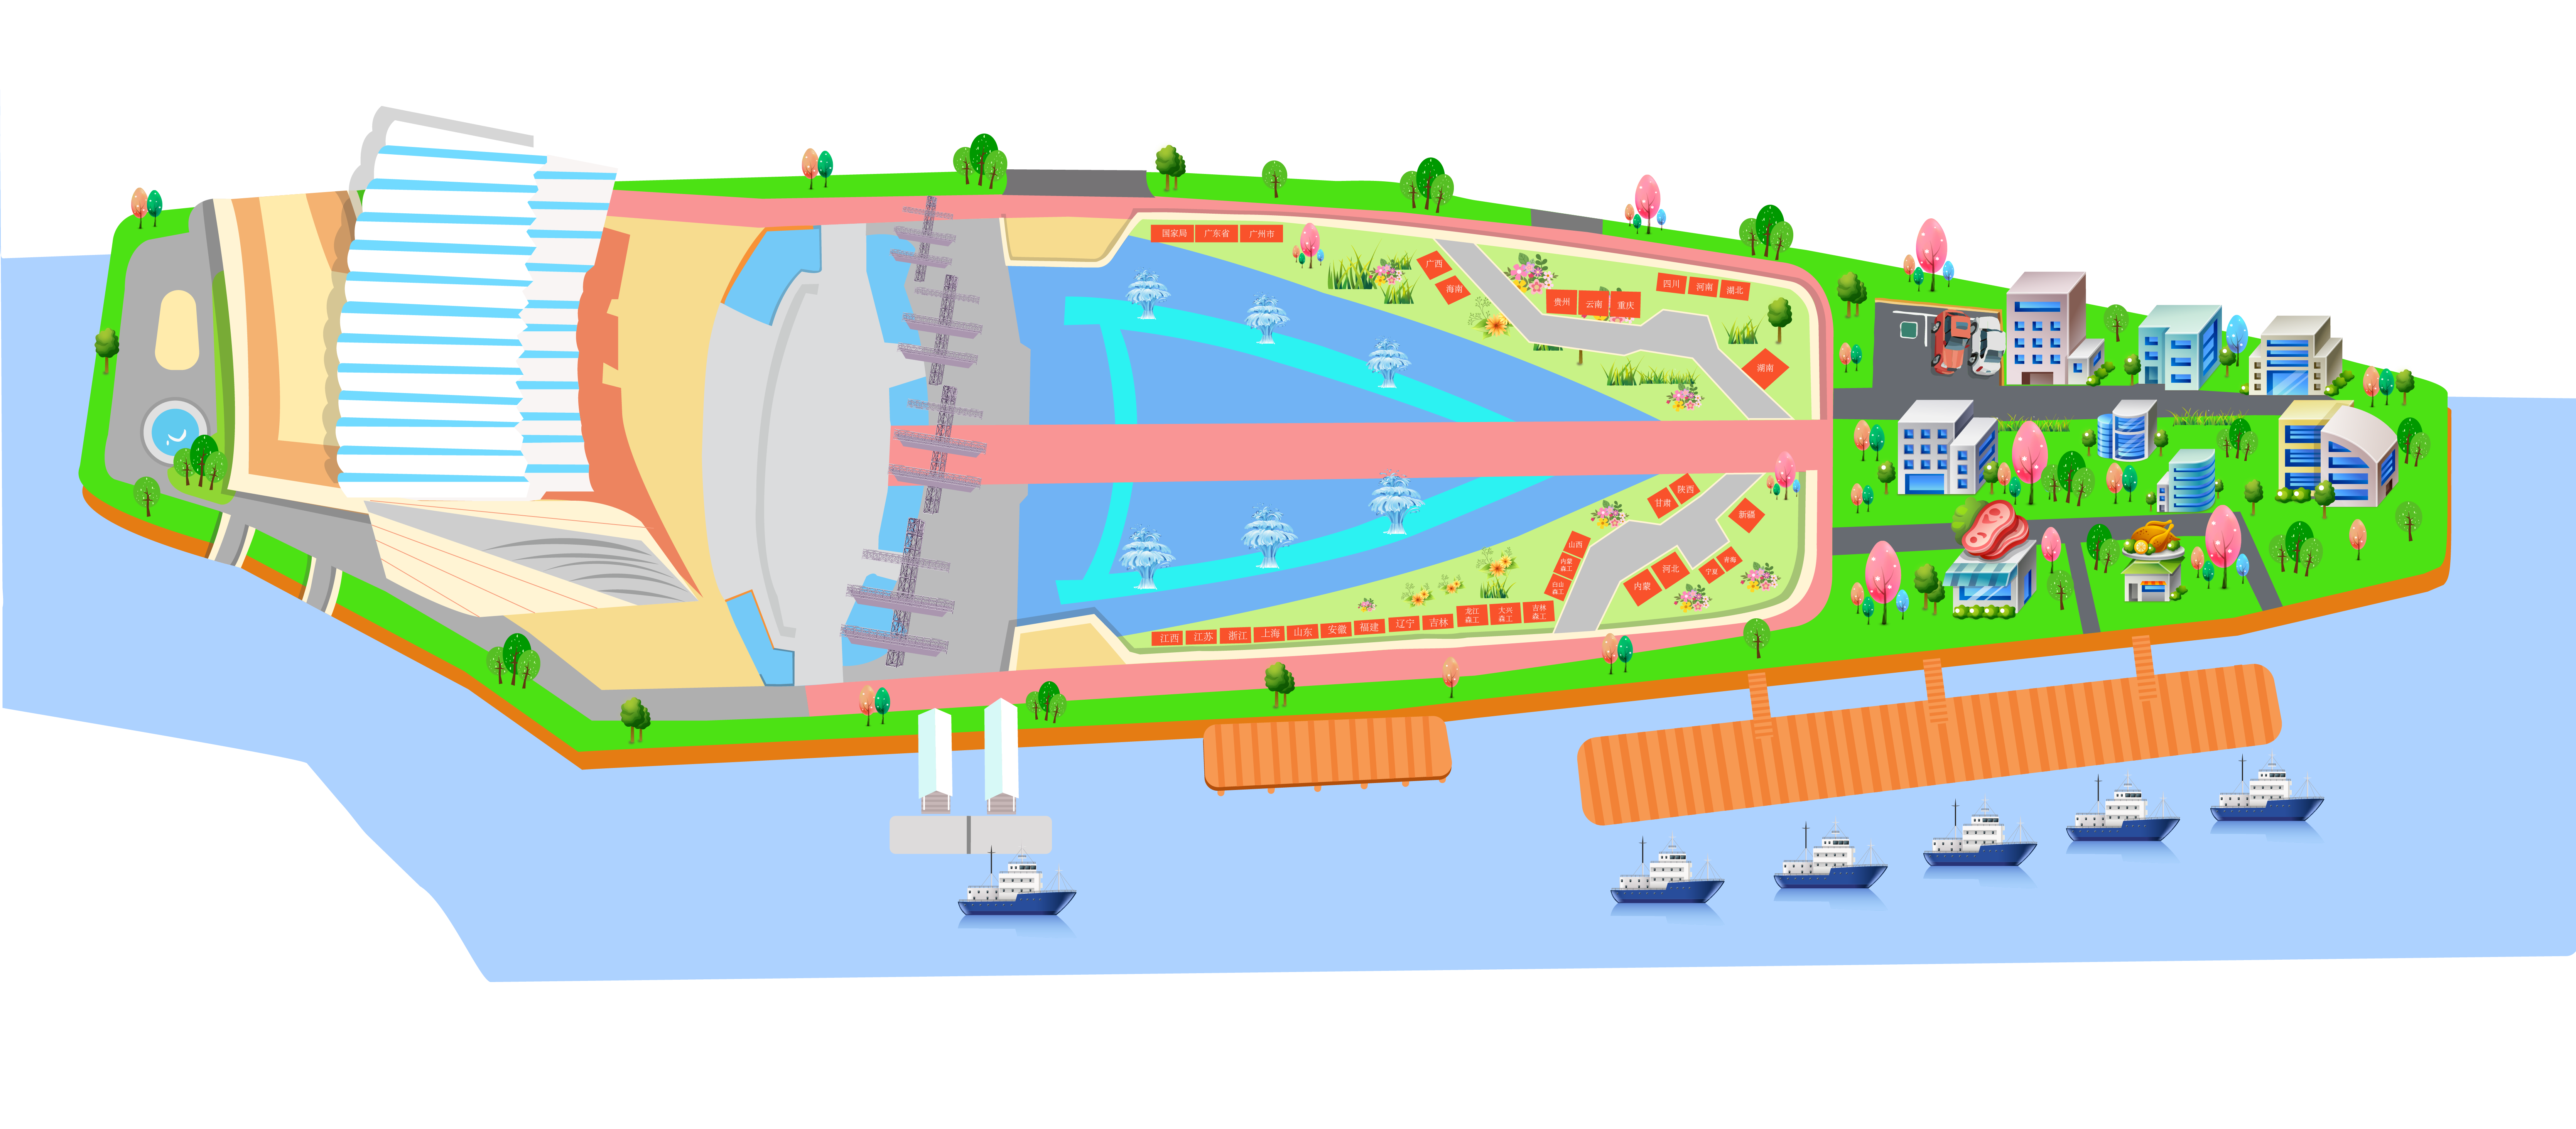 国家局 广东省 广州市
广西
海南
贵州 云南 重庆
四川 河南 湖北
湖南
陕西
甘肃
新疆
山西
内蒙
森工
白山
森工
青海
宁夏
河北
内蒙
江西 江苏 浙江 上海 山东 安徽 福建 辽宁 吉林
龙江
森工
大兴
森工
吉林
森工